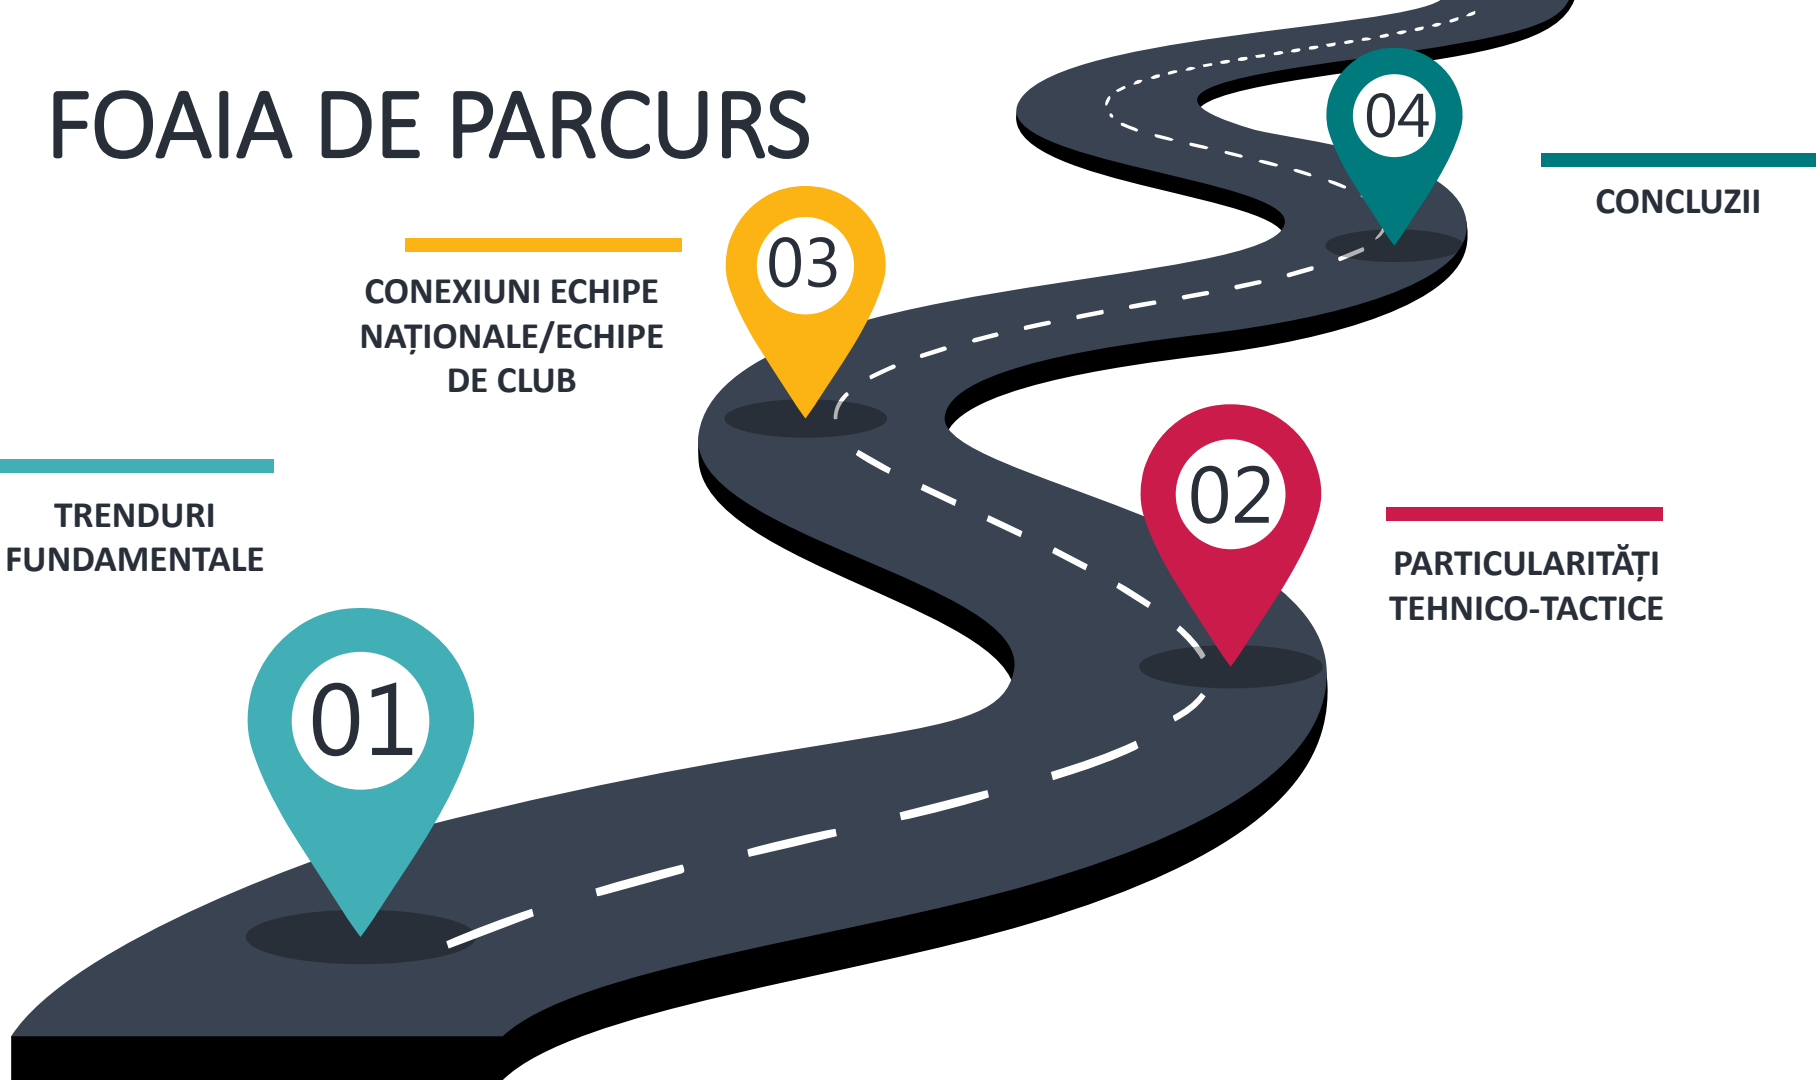 FOAIA DE PARCURS
04
CONCLUZII
03
CONEXIUNI ECHIPE
NAȚIONALE/ECHIPE
DE CLUB
02
PARTICULARITĂȚI
TEHNICO-TACTICE
TRENDURI
FUNDAMENTALE
01